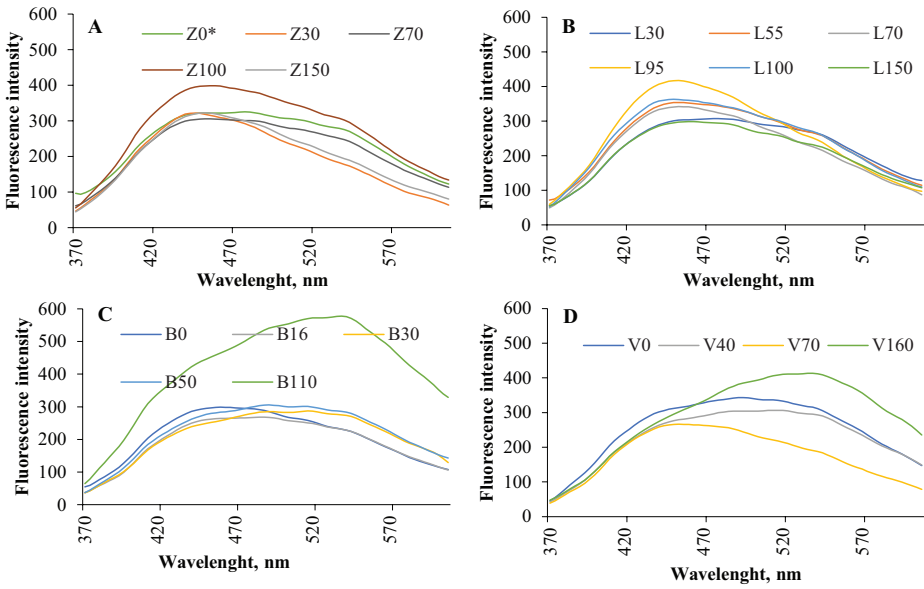 A
Z0* Z30 Z70
Z100 Z150
Fluorescence intensity
600
500
400
300
200
100
0
370 420 470 520 570
Wavelenght, nm
B
L30 L55 L70
L95 L100 L150
Fluorescence intensity
600
500
400
300
200
100
0
370 420 470 520 570
Wavelenght, nm
C
B0 B16 B30
B50 B110
Fluorescence intensity
600
500
400
300
200
100
0
370 420 470 520 570
Wavelenght, nm
D
V0 V40 V70 V160
Fluorescence intensity
600
500
400
300
200
100
0
370 420 470 520 570
Wavelenght, nm